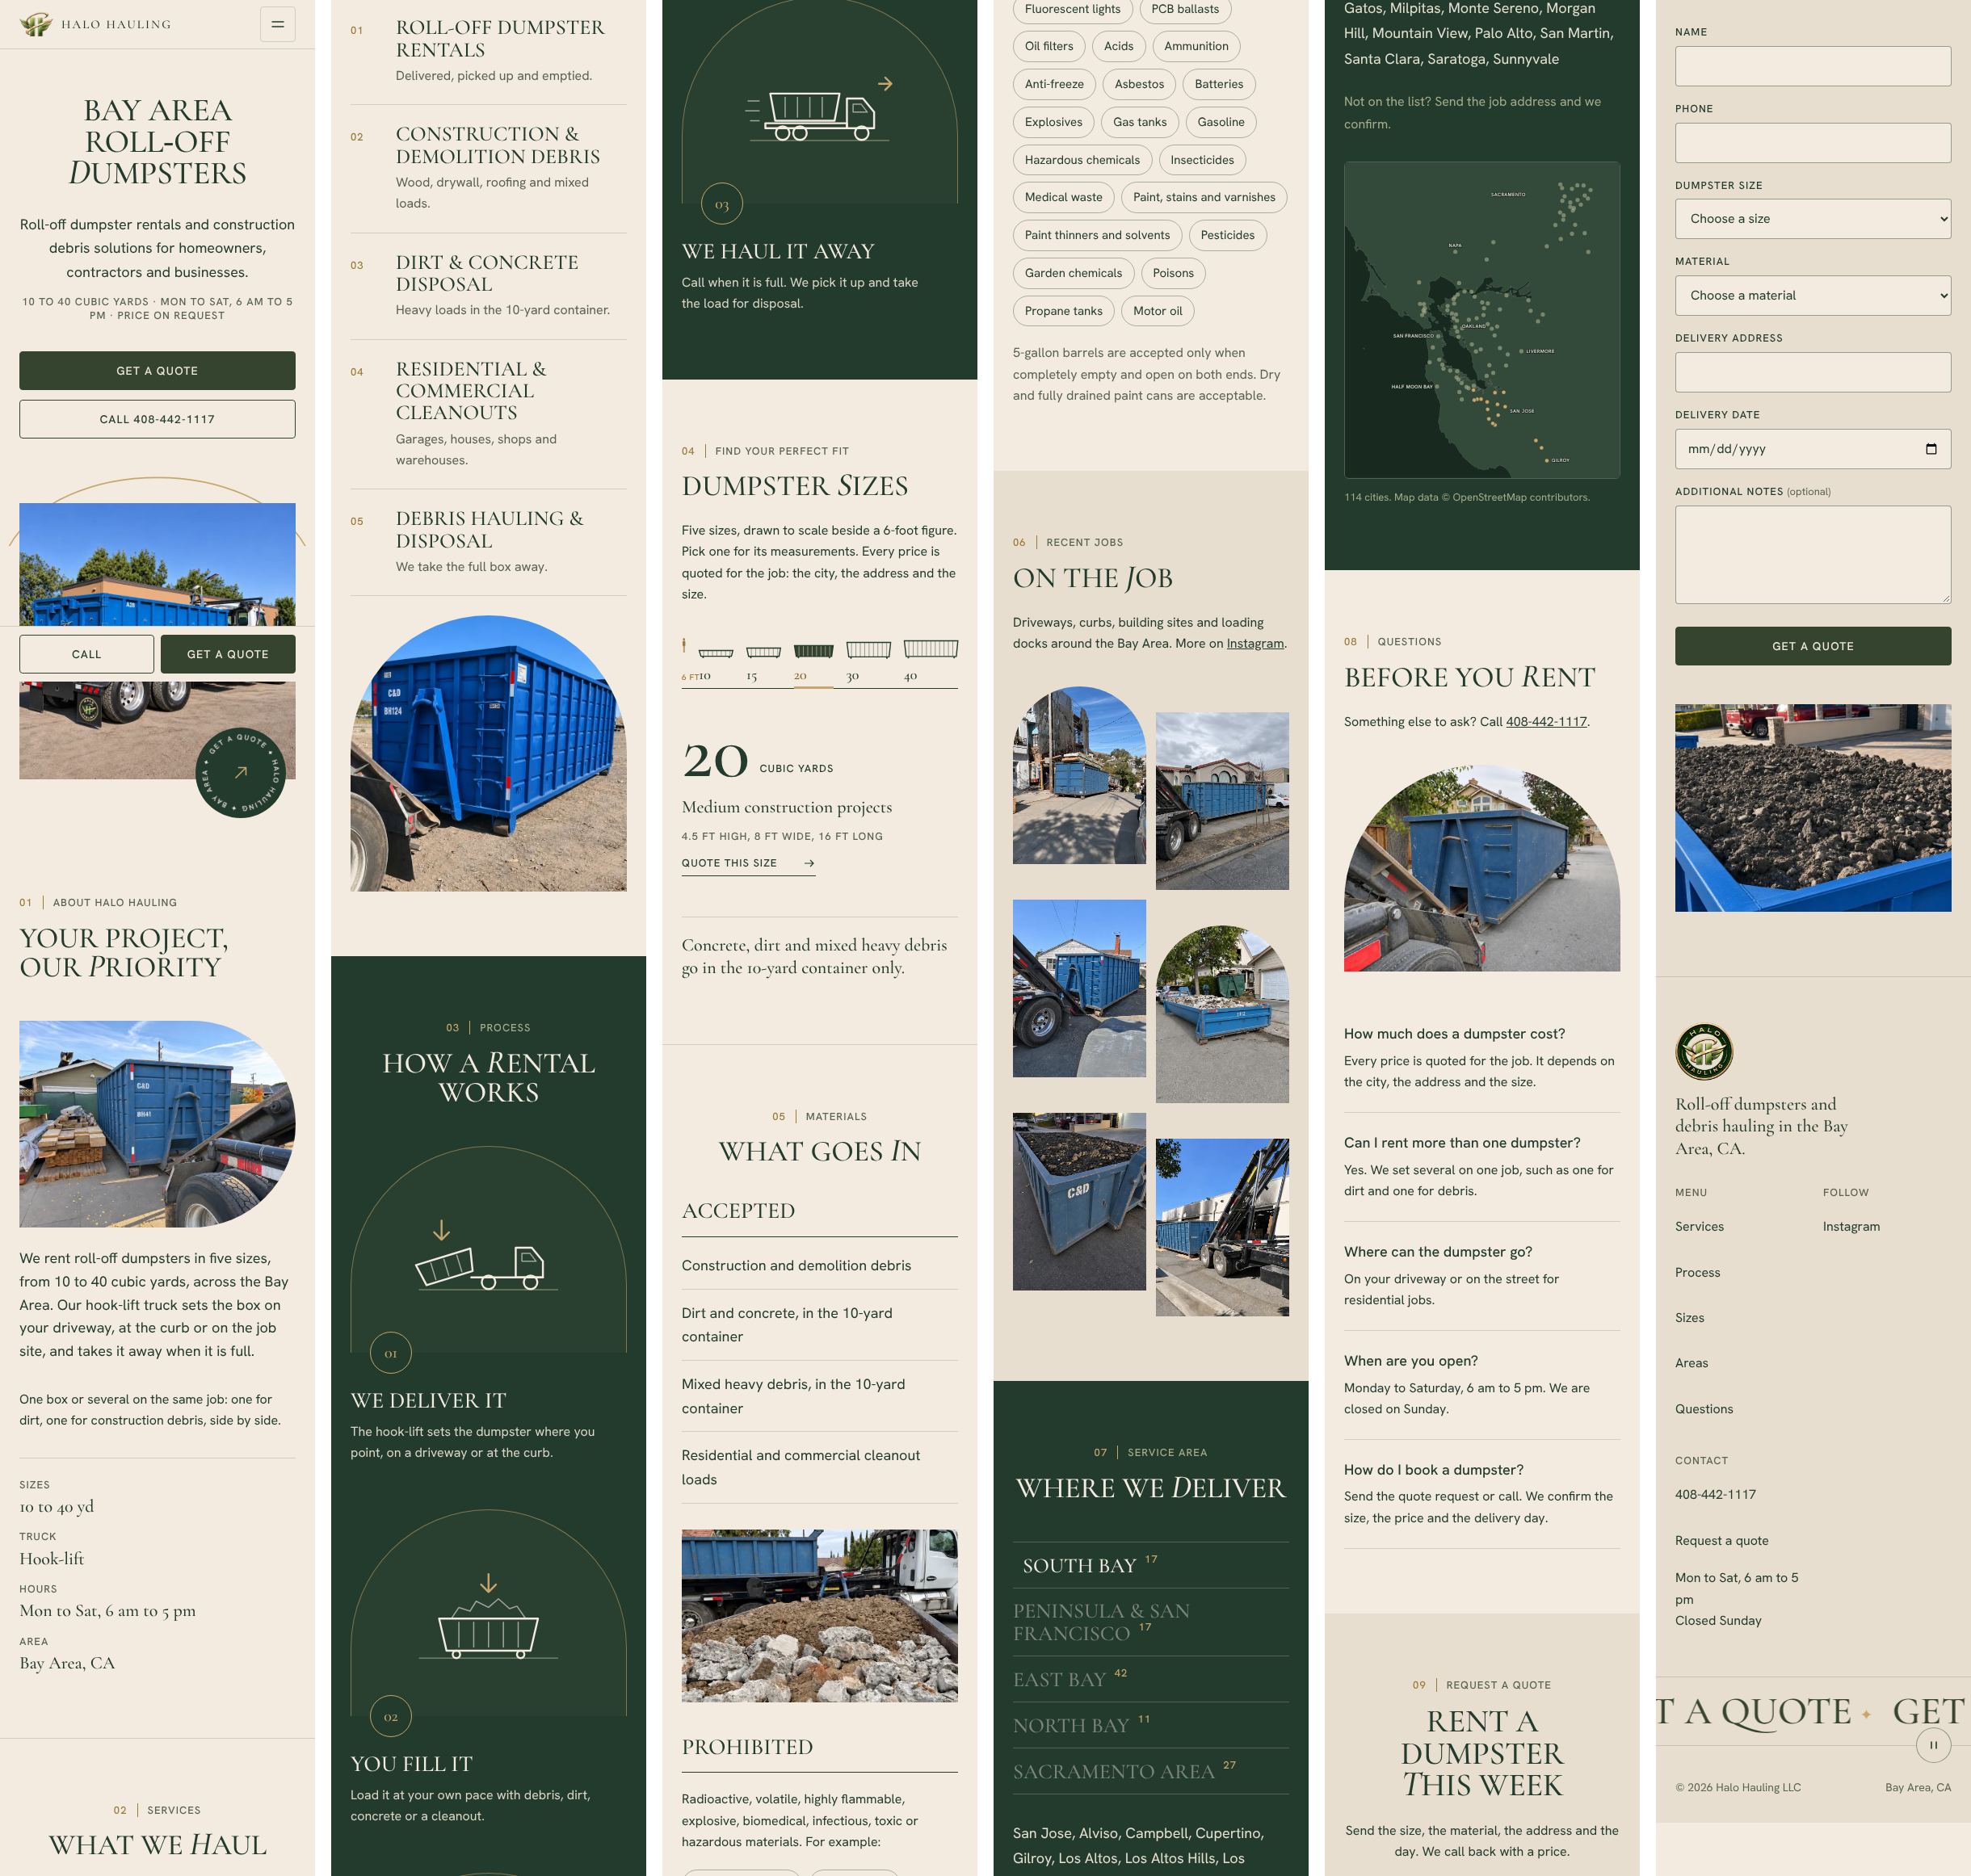 HALO HAULING
BAY AREA
ROLL-OFF
DUMPSTERS
Roll-off dumpster rentals and construction
debris solutions for homeowners,
contractors and businesses.
10 TO 40 CUBIC YARDS · MON TO SAT, 6 AM TO 5
PM · PRICE ON REQUEST
GET A QUOTE
CALL 408-442-1117
CALL
GET A QUOTE
GET A QUOTE ✦ HALO HAULING ✦ BAY AREA ✦
01 | ABOUT HALO HAULING
YOUR PROJECT,
OUR PRIORITY
C&D
We rent roll-off dumpsters in five sizes,
from 10 to 40 cubic yards, across the Bay
Area. Our hook-lift truck sets the box on
your driveway, at the curb or on the job
site, and takes it away when it is full.
One box or several on the same job: one for
dirt, one for construction debris, side by side.
SIZES
10 to 40 yd
TRUCK
Hook-lift
HOURS
Mon to Sat, 6 am to 5 pm
AREA
Bay Area, CA
02 | SERVICES
WHAT WE HAUL
01
ROLL-OFF DUMPSTER
RENTALS
Delivered, picked up and emptied.
02
CONSTRUCTION &
DEMOLITION DEBRIS
Wood, drywall, roofing and mixed
loads.
03
DIRT & CONCRETE
DISPOSAL
Heavy loads in the 10-yard container.
04
RESIDENTIAL &
COMMERCIAL
CLEANOUTS
Garages, houses, shops and
warehouses.
05
DEBRIS HAULING &
DISPOSAL
We take the full box away.
C&D
BH124
03 | PROCESS
HOW A RENTAL
WORKS
01
WE DELIVER IT
The hook-lift sets the dumpster where you
point, on a driveway or at the curb.
02
YOU FILL IT
Load it at your own pace with debris, dirt,
concrete or a cleanout.
03
WE HAUL IT AWAY
Call when it is full. We pick it up and take
the load for disposal.
04 | FIND YOUR PERFECT FIT
DUMPSTER SIZES
Five sizes, drawn to scale beside a 6-foot figure.
Pick one for its measurements. Every price is
quoted for the job: the city, the address and the
size.
6 FT 10 15 20 30 40
20 CUBIC YARDS
Medium construction projects
4.5 FT HIGH, 8 FT WIDE, 16 FT LONG
QUOTE THIS SIZE →
Concrete, dirt and mixed heavy debris
go in the 10-yard container only.
05 | MATERIALS
WHAT GOES IN
ACCEPTED
Construction and demolition debris
Dirt and concrete, in the 10-yard
container
Mixed heavy debris, in the 10-yard
container
Residential and commercial cleanout
loads
PROHIBITED
Radioactive, volatile, highly flammable,
explosive, biomedical, infectious, toxic or
hazardous materials. For example:
Fluorescent lights PCB ballasts
Oil filters Acids Ammunition
Anti-freeze Asbestos Batteries
Explosives Gas tanks Gasoline
Hazardous chemicals Insecticides
Medical waste Paint, stains and varnishes
Paint thinners and solvents Pesticides
Garden chemicals Poisons
Propane tanks Motor oil
5-gallon barrels are accepted only when
completely empty and open on both ends. Dry
and fully drained paint cans are acceptable.
06 | RECENT JOBS
ON THE JOB
Driveways, curbs, building sites and loading
docks around the Bay Area. More on Instagram.
C&D
07 | SERVICE AREA
WHERE WE DELIVER
SOUTH BAY 17
PENINSULA & SAN
FRANCISCO 17
EAST BAY 42
NORTH BAY 11
SACRAMENTO AREA 27
San Jose, Alviso, Campbell, Cupertino,
Gilroy, Los Altos, Los Altos Hills, Los
Gatos, Milpitas, Monte Sereno, Morgan
Hill, Mountain View, Palo Alto, San Martin,
Santa Clara, Saratoga, Sunnyvale
Not on the list? Send the job address and we
confirm.
SACRAMENTO
NAPA
OAKLAND
SAN FRANCISCO
LIVERMORE
HALF MOON BAY
SAN JOSE
GILROY
114 cities. Map data © OpenStreetMap contributors.
08 | QUESTIONS
BEFORE YOU RENT
Something else to ask? Call 408-442-1117.
How much does a dumpster cost?
Every price is quoted for the job. It depends on
the city, the address and the size.
Can I rent more than one dumpster?
Yes. We set several on one job, such as one for
dirt and one for debris.
Where can the dumpster go?
On your driveway or on the street for
residential jobs.
When are you open?
Monday to Saturday, 6 am to 5 pm. We are
closed on Sunday.
How do I book a dumpster?
Send the quote request or call. We confirm the
size, the price and the delivery day.
09 | REQUEST A QUOTE
RENT A
DUMPSTER
THIS WEEK
Send the size, the material, the address and the
day. We call back with a price.
NAME
PHONE
DUMPSTER SIZE
Choose a size
MATERIAL
Choose a material
DELIVERY ADDRESS
DELIVERY DATE
mm/dd/yyyy
ADDITIONAL NOTES (optional)
GET A QUOTE
HALO
HAULING
Roll-off dumpsters and
debris hauling in the Bay
Area, CA.
MENU
Services
Process
Sizes
Areas
Questions
FOLLOW
Instagram
CONTACT
408-442-1117
Request a quote
Mon to Sat, 6 am to 5
pm
Closed Sunday
T A QUOTE ✦ GET
© 2026 Halo Hauling LLC
Bay Area, CA